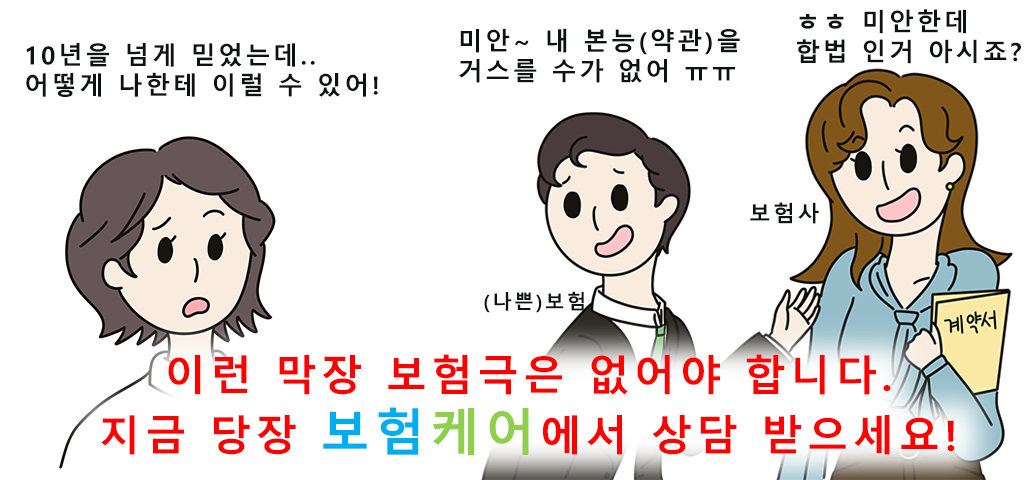 10년을 넘게 믿었는데..
어떻게 나한테 이럴 수 있어!
미안~ 내 본능(약관)을
거스를 수가 없어 ㅠㅠ
ㅎㅎ 미안한데
합법 인거 아시죠?
보험사
(나쁜)보험
계약서
이런 막장 보험극은 없어야 합니다.
지금 당장 보험케어에서 상담 받으세요!